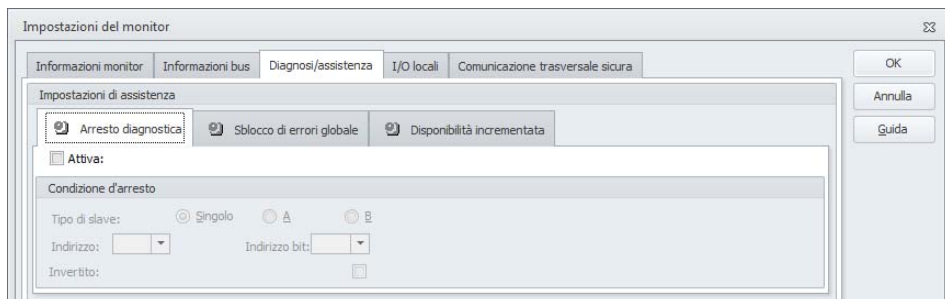 Impostazioni del monitor
Informazioni monitor Informazioni bus Diagnosi/assistenza I/O locali Comunicazione trasversale sicura OK
Impostazioni di assistenza Annulla
Arresto diagnostica Sblocco di errori globale Disponibilità incrementata Guida
Attiva:
Condizione d'arresto
Tipo di slave: Singolo A B
Indirizzo: Indirizzo bit:
Invertito: